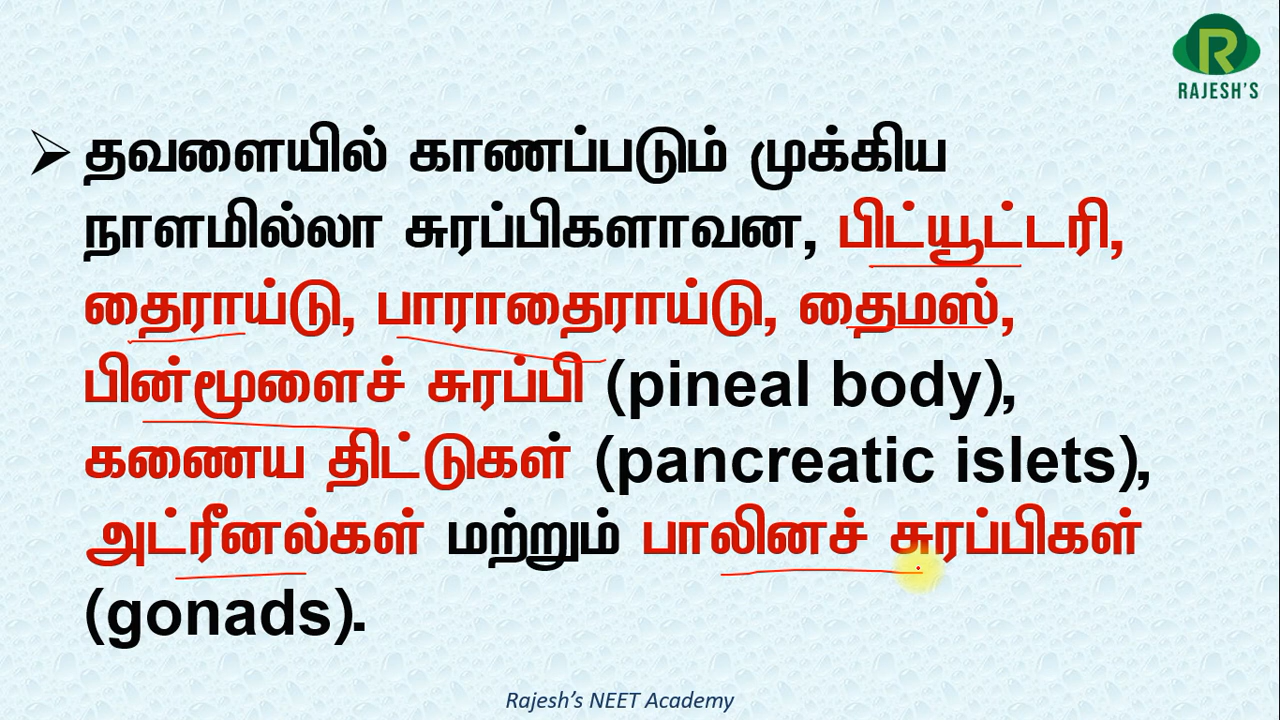 RAJESH'S
➢ தவளையில் காணப்படும் முக்கிய
நாளமில்லா சுரப்பிகளாவன, பிட்யூட்டரி,
தைராய்டு, பாராதைராய்டு, தைமஸ்,
பின்மூளைச் சுரப்பி (pineal body),
கணைய திட்டுகள் (pancreatic islets),
அட்ரீனல்கள் மற்றும் பாலினச் சுரப்பிகள்
(gonads).
Rajesh's NEET Academy